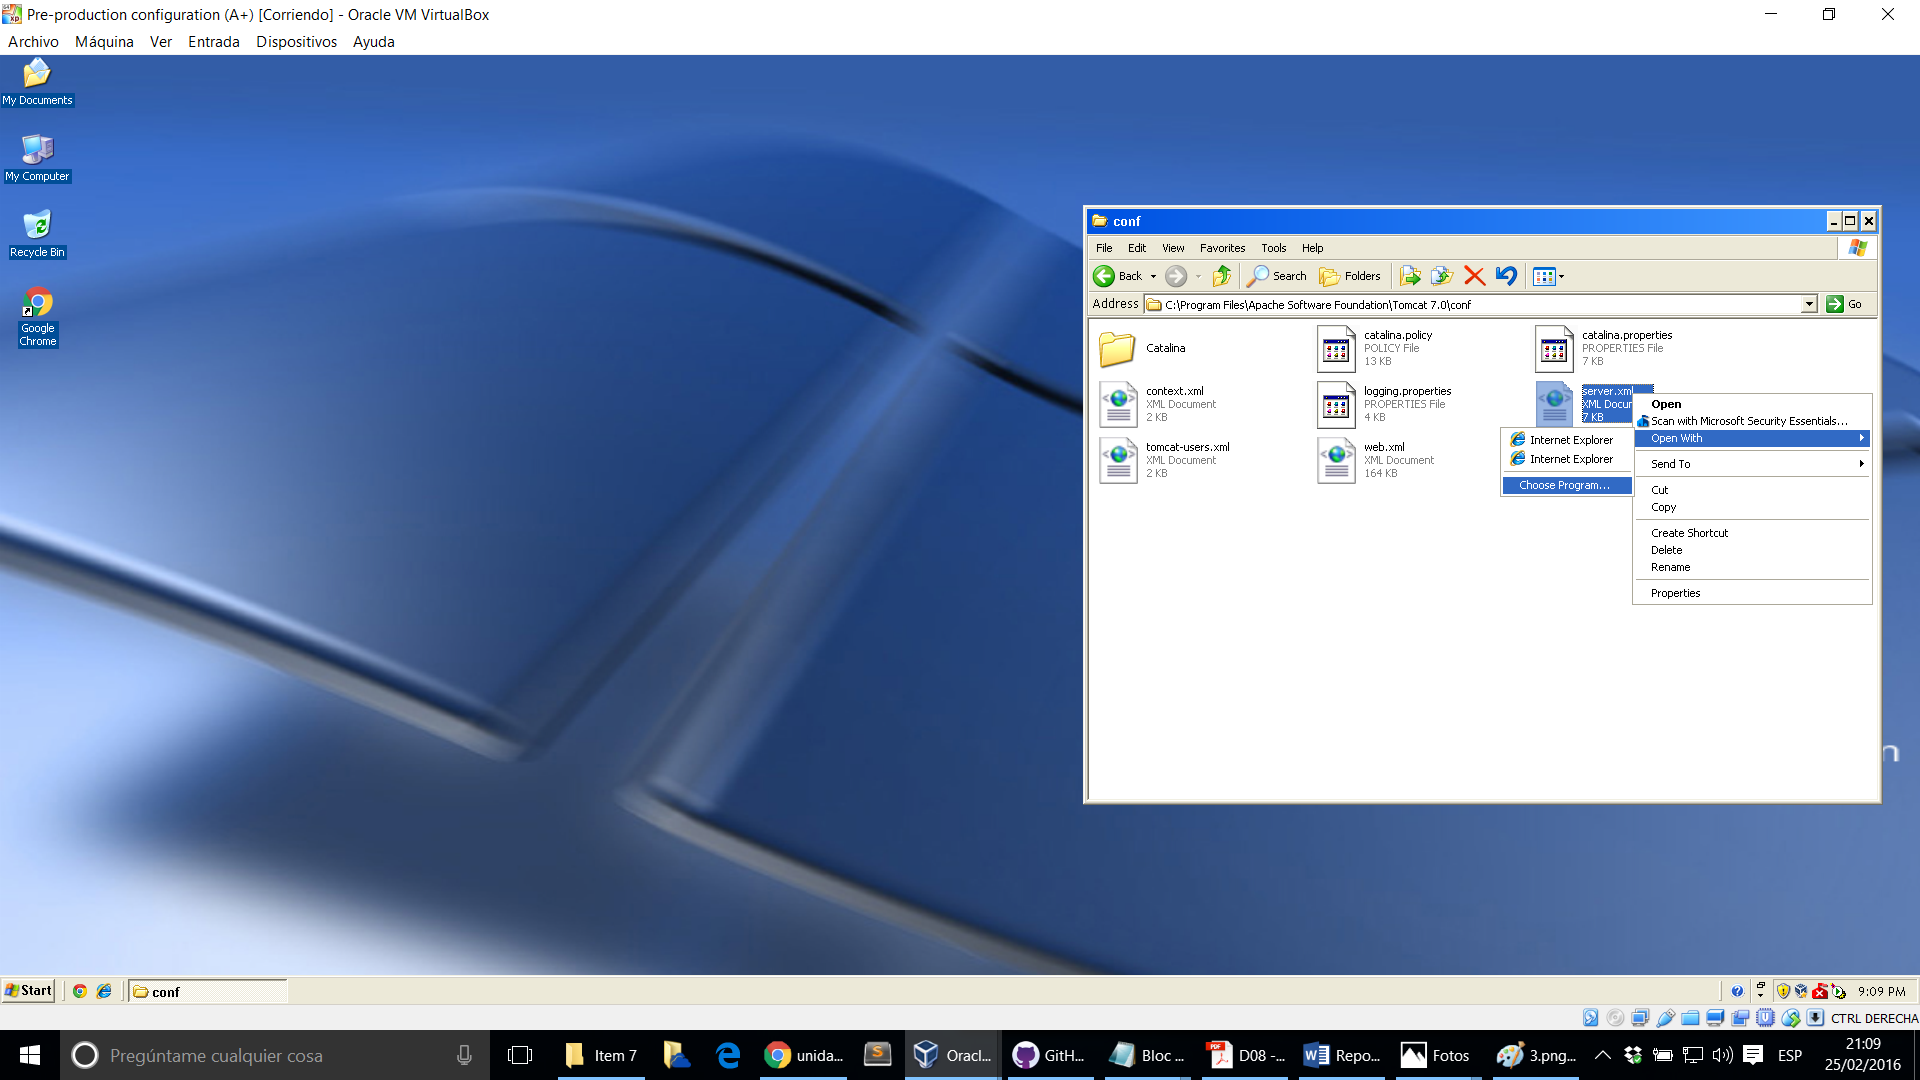 Pre-production configuration (A+) [Corriendo] - Oracle VM VirtualBox
Archivo Máquina Ver Entrada Dispositivos Ayuda
My Documents
My Computer
Recycle Bin
Google
Chrome
conf
File Edit View Favorites Tools Help
Back Search Folders
Address C:\Program Files\Apache Software Foundation\Tomcat 7.0\conf Go
Catalina
catalina.policy
POLICY File
13 KB
catalina.properties
PROPERTIES File
7 KB
context.xml
XML Document
2 KB
logging.properties
PROPERTIES File
4 KB
server.xml
XML Docu
7 KB
tomcat-users.xml
XML Document
2 KB
web.xml
XML Document
164 KB
Open
Scan with Microsoft Security Essentials...
Open With
Send To
Cut
Copy
Create Shortcut
Delete
Rename
Properties
Internet Explorer
Internet Explorer
Choose Program...
n
Start conf 9:09 PM
CTRL DERECHA
Pregúntame cualquier cosa Item 7 unida... Oracl... GitH... Bloc ... D08 -... Repo... Fotos 3.png... ESP
21:09
25/02/2016